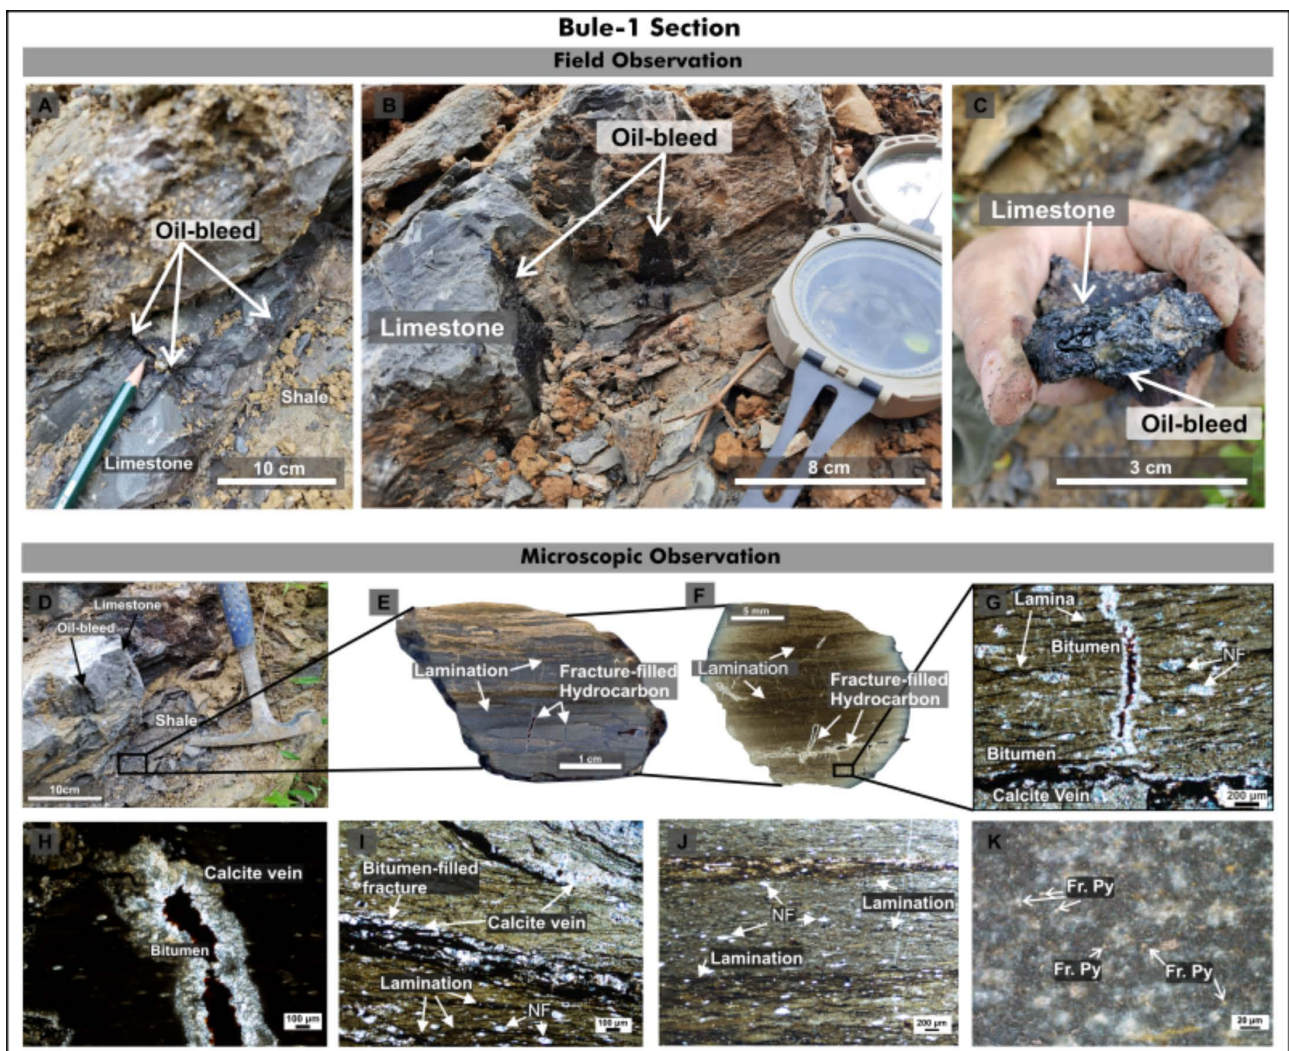 Bule-1 Section
Field Observation
A
Oil-bleed
Shale
Limestone
10 cm
B
Oil-bleed
Limestone
8 cm
C
Limestone
Oil-bleed
3 cm
Microscopic Observation
D
Limestone
Oil-bleed
Shale
10cm
E
Lamination
Fracture-filled
Hydrocarbon
1 cm
F
5 mm
Lamination
Fracture-filled
Hydrocarbon
G
Lamina
Bitumen
NF
Bitumen
Calcite Vein
200 µm
H
Calcite vein
Bitumen
100 µm
I
Bitumen-filled
fracture
Calcite vein
Lamination
NF
100 µm
J
NF
Lamination
Lamination
200 µm
K
Fr. Py
Fr. Py
Fr. Py
20 µm